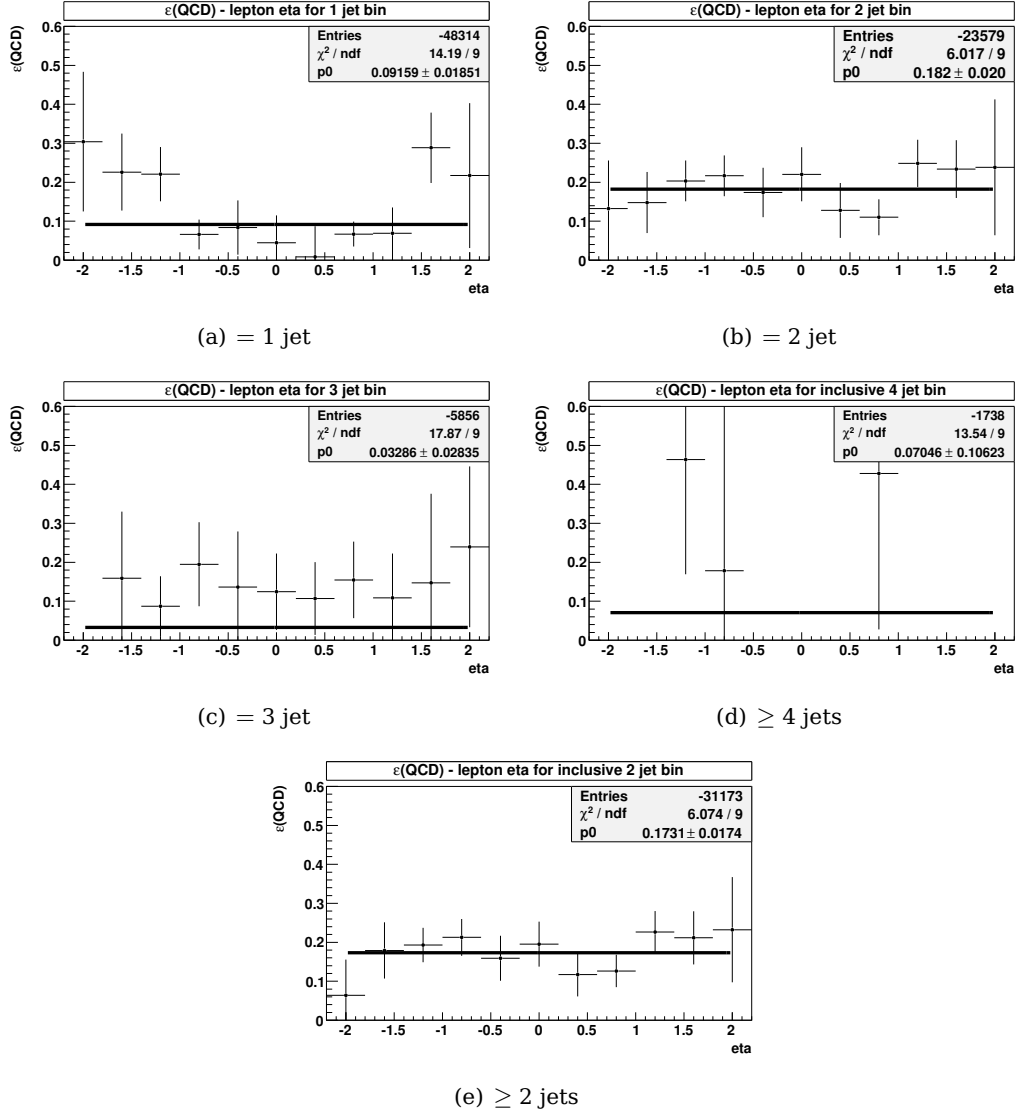 ε(QCD) - lepton eta for 1 jet bin
Entries -48314
χ² / ndf 14.19 / 9
p0 0.09159 ± 0.01851
ε(QCD)
0.6
0.5
0.4
0.3
0.2
0.1
0
-2 -1.5 -1 -0.5 0 0.5 1 1.5 2
eta
(a) = 1 jet
ε(QCD) - lepton eta for 2 jet bin
Entries -23579
χ² / ndf 6.017 / 9
p0 0.182 ± 0.020
ε(QCD)
0.6
0.5
0.4
0.3
0.2
0.1
0
-2 -1.5 -1 -0.5 0 0.5 1 1.5 2
eta
(b) = 2 jet
ε(QCD) - lepton eta for 3 jet bin
Entries -5856
χ² / ndf 17.87 / 9
p0 0.03286 ± 0.02835
ε(QCD)
0.6
0.5
0.4
0.3
0.2
0.1
0
-2 -1.5 -1 -0.5 0 0.5 1 1.5 2
eta
(c) = 3 jet
ε(QCD) - lepton eta for inclusive 4 jet bin
Entries -1738
χ² / ndf 13.54 / 9
p0 0.07046 ± 0.10623
ε(QCD)
0.6
0.5
0.4
0.3
0.2
0.1
0
-2 -1.5 -1 -0.5 0 0.5 1 1.5 2
eta
(d) ≥ 4 jets
ε(QCD) - lepton eta for inclusive 2 jet bin
Entries -31173
χ² / ndf 6.074 / 9
p0 0.1731 ± 0.0174
ε(QCD)
0.6
0.5
0.4
0.3
0.2
0.1
0
-2 -1.5 -1 -0.5 0 0.5 1 1.5 2
eta
(e) ≥ 2 jets